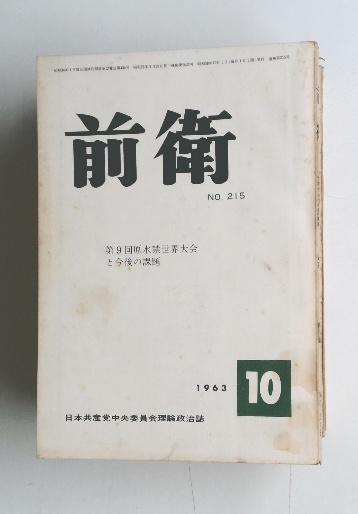 前衛
NO. 215
第9回原水禁世界大会
と今後の課題
1963
10
日本共産党中央委員会理論政治誌